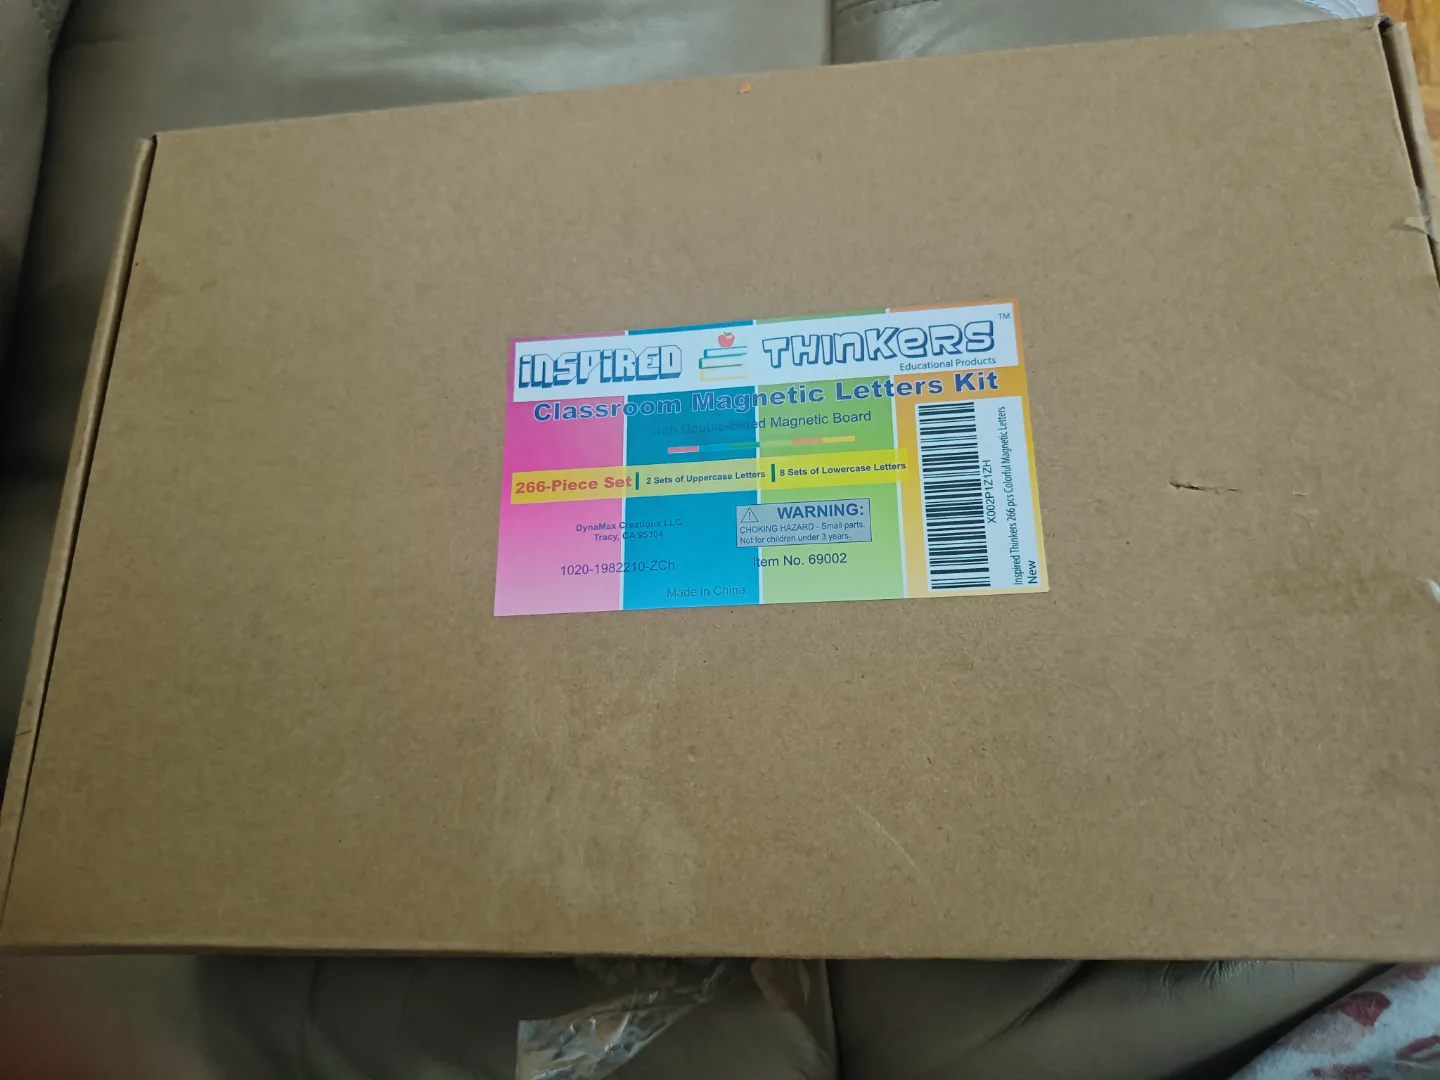 iNSPiRED THiNKeRS™
Educational Products
Classroom Magnetic Letters Kit
with Double-Sided Magnetic Board
266-Piece Set | 2 Sets of Uppercase Letters | 8 Sets of Lowercase Letters
DynaMax Creations LLC
Tracy, CA 95304
1020-1982210-ZCh
WARNING:
CHOKING HAZARD - Small parts.
Not for children under 3 years.
Item No. 69002
Made in China
X002P1Z1ZH
Inspired Thinkers 266 pcs Colorful Magnetic Letters
New